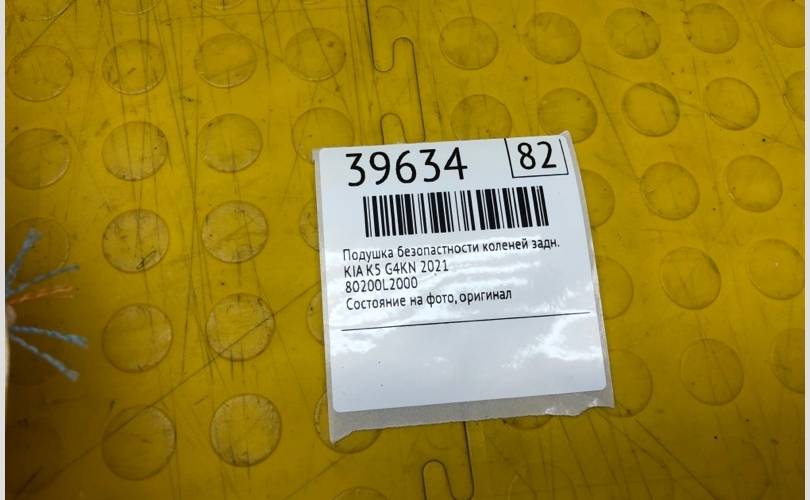 39634 82
Подушка безопастности коленей задн.
KIA K5 G4KN 2021
80200L2000
Состояние на фото, оригинал